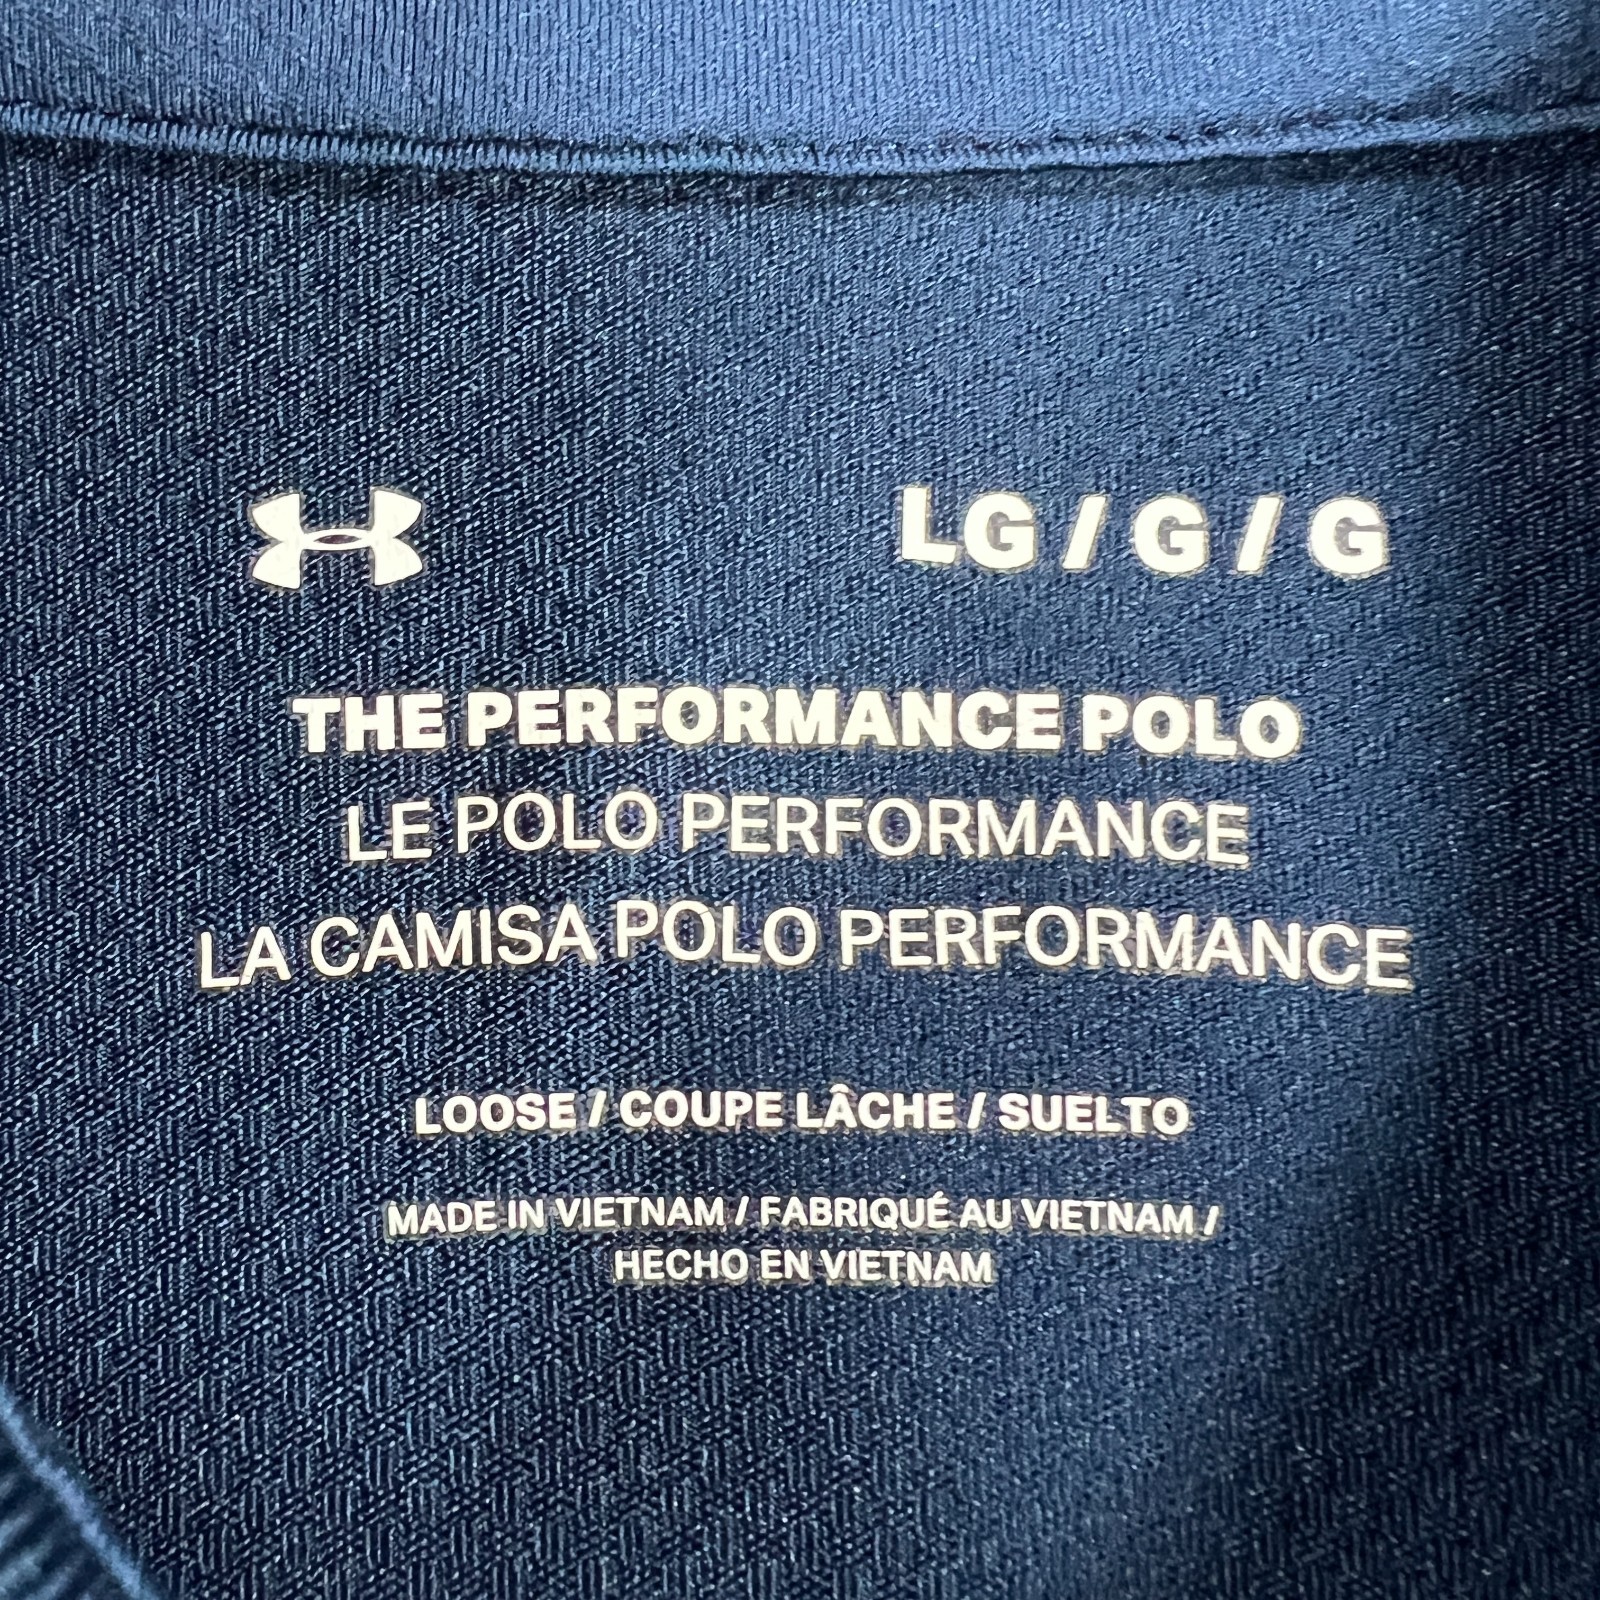 LG / G / G
THE PERFORMANCE POLO
LE POLO PERFORMANCE
LA CAMISA POLO PERFORMANCE
LOOSE / COUPE LÂCHE / SUELTO
MADE IN VIETNAM / FABRIQUÉ AU VIETNAM /
HECHO EN VIETNAM